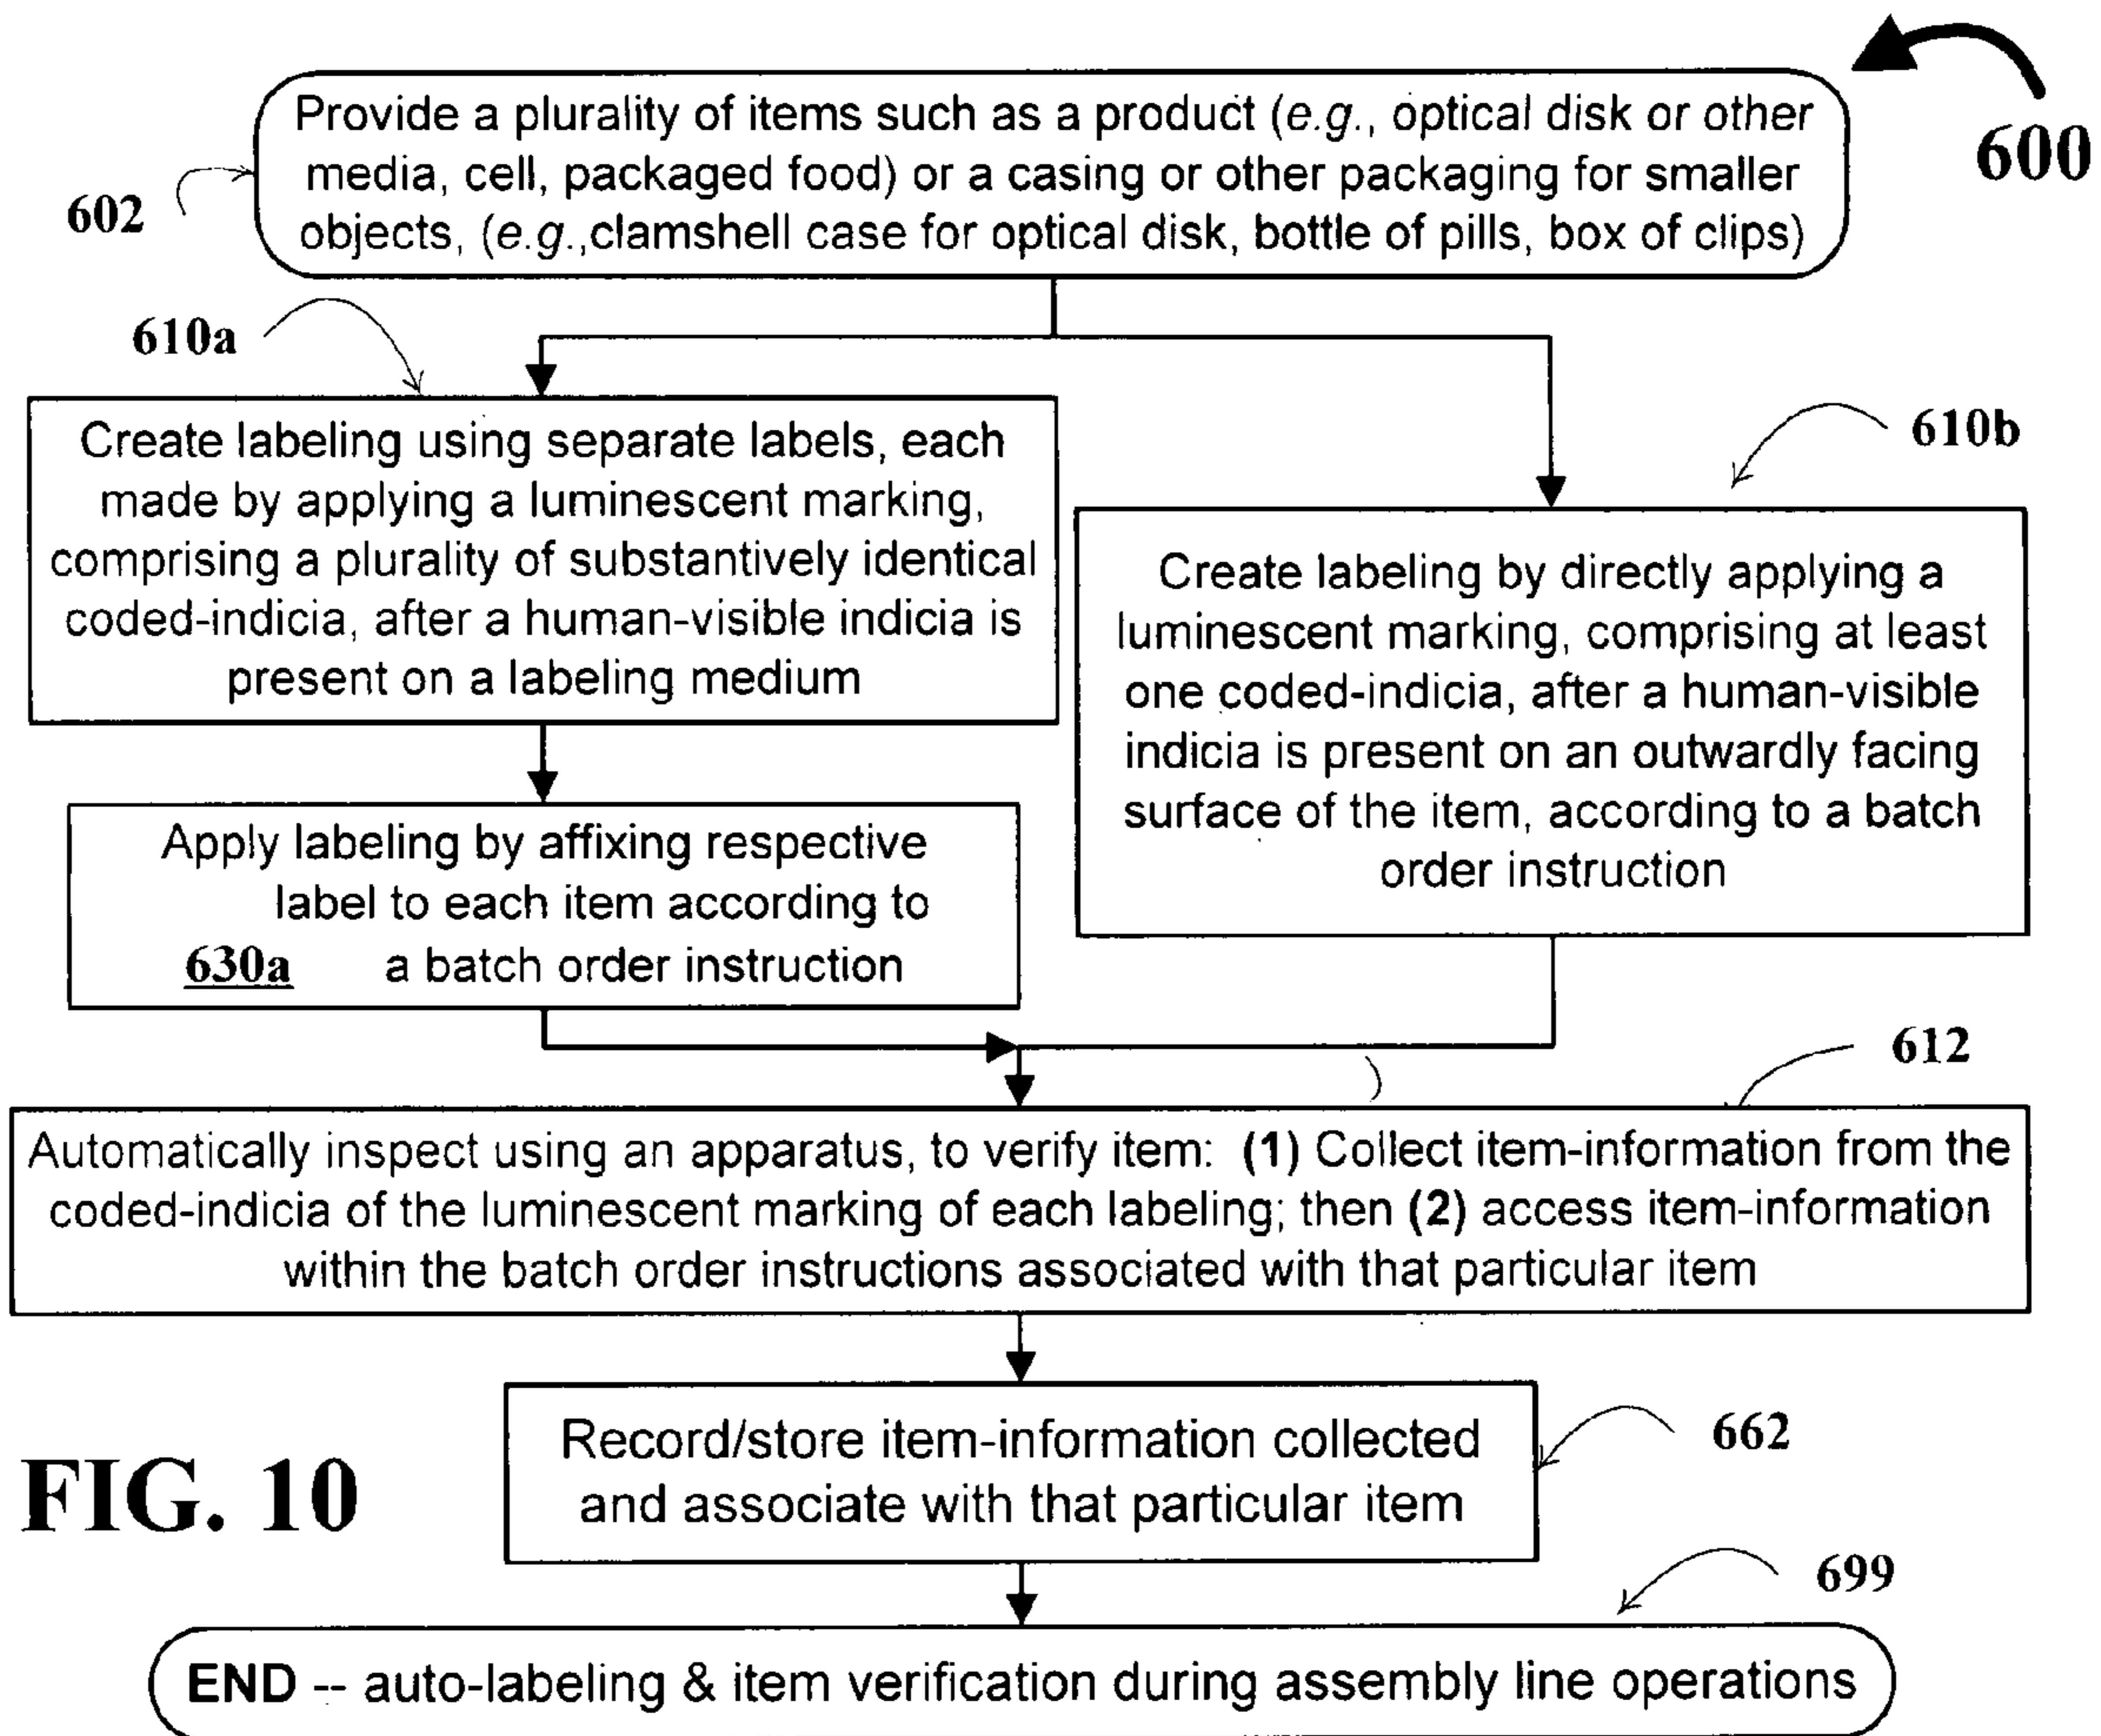 600
Provide a plurality of items such as a product (e.g., optical disk or other
media, cell, packaged food) or a casing or other packaging for smaller
objects, (e.g.,clamshell case for optical disk, bottle of pills, box of clips)
602
610a
Create labeling using separate labels, each
made by applying a luminescent marking,
comprising a plurality of substantively identical
coded-indicia, after a human-visible indicia is
present on a labeling medium
610b
Create labeling by directly applying a
luminescent marking, comprising at least
one coded-indicia, after a human-visible
indicia is present on an outwardly facing
surface of the item, according to a batch
order instruction
Apply labeling by affixing respective
label to each item according to
630a a batch order instruction
612
Automatically inspect using an apparatus, to verify item: (1) Collect item-information from the
coded-indicia of the luminescent marking of each labeling; then (2) access item-information
within the batch order instructions associated with that particular item
Record/store item-information collected
and associate with that particular item
662
FIG. 10
699
END -- auto-labeling & item verification during assembly line operations